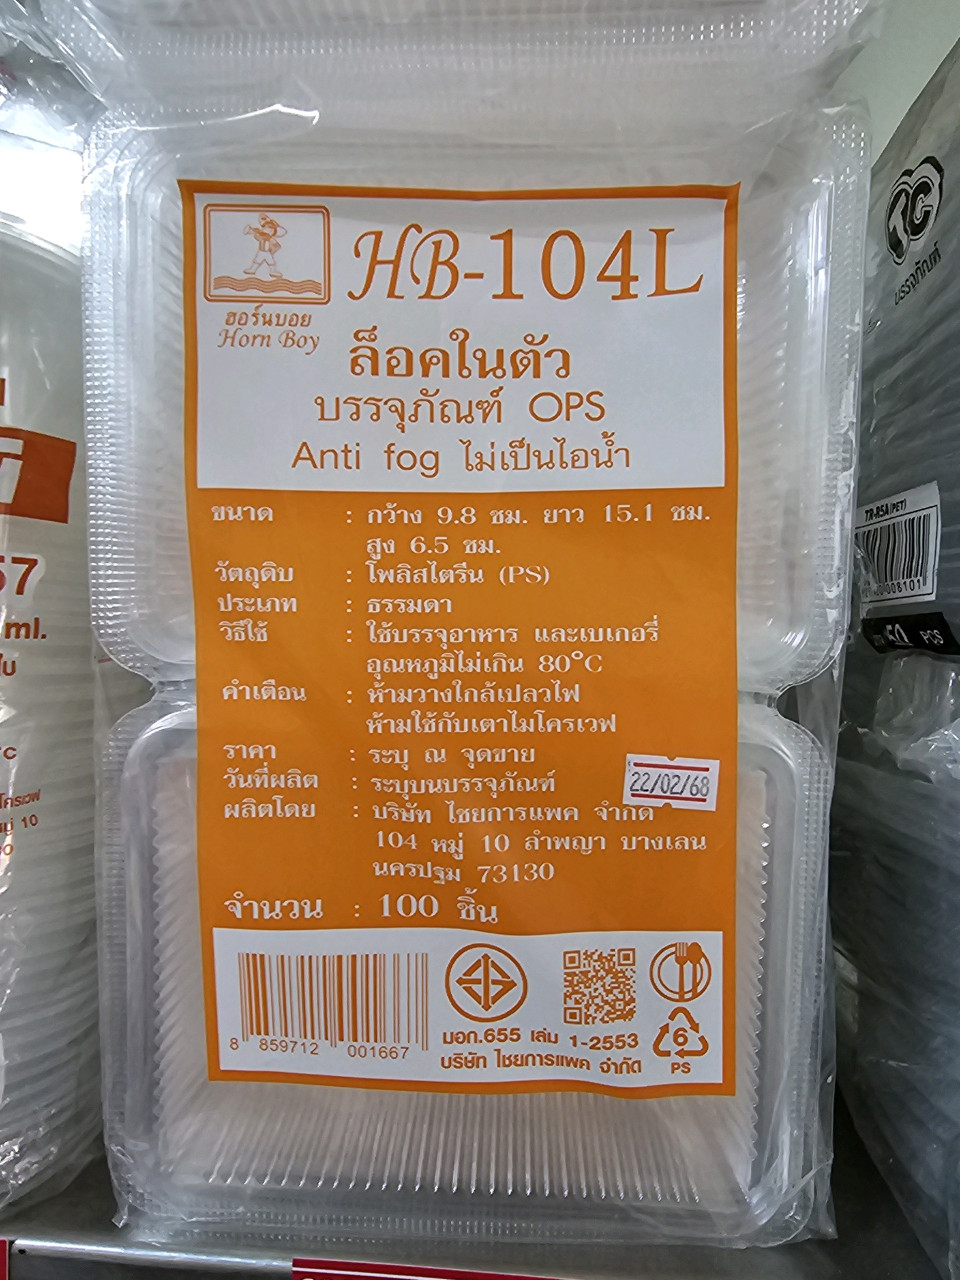 ฮอร์นบอย
Horn Boy
HB-104L
ล็อคในตัว
บรรจุภัณฑ์ OPS
Anti fog ไม่เป็นไอน้ำ
ขนาด : กว้าง 9.8 ซม. ยาว 15.1 ซม.
สูง 6.5 ซม.
วัตถุดิบ : โพลิสไตรีน (PS)
ประเภท : ธรรมดา
วิธีใช้ : ใช้บรรจุอาหาร และเบเกอรี่
อุณหภูมิไม่เกิน 80°C
คำเตือน : ห้ามวางใกล้เปลวไฟ
ห้ามใช้กับเตาไมโครเวฟ
ราคา : ระบุ ณ จุดขาย
วันที่ผลิต : ระบุบนบรรจุภัณฑ์
22/02/68
ผลิตโดย : บริษัท ไชยการแพค จำกัด
104 หมู่ 10 ลำพญา บางเลน
นครปฐม 73130
จำนวน : 100 ชิ้น
8 859712 001667
มอก.655 เล่ม 1-2553
บริษัท ไชยการแพค จำกัด
6
PS
TC
บรรจุภัณฑ์
TR-R5A(PET)
50 PCS
57
ml.
หมู่ 10